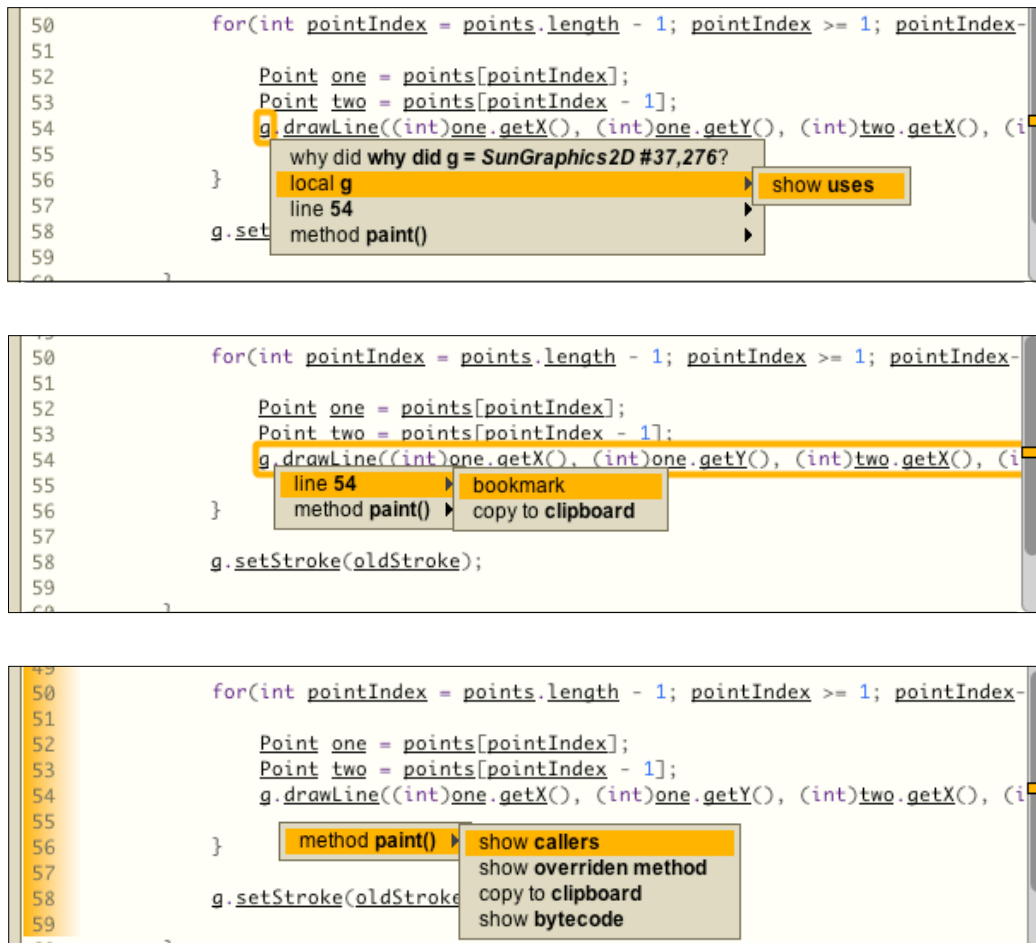 50 for(int pointIndex = points.length - 1; pointIndex >= 1; pointIndex-
51
52 Point one = points[pointIndex];
53 Point two = points[pointIndex - 1];
54 g.drawLine((int)one.getX(), (int)one.getY(), (int)two.getX(), (i
55 why did why did g = SunGraphics2D #37,276?
56 } local g show uses
57 line 54
58 g.set method paint()
59
}
50 for(int pointIndex = points.length - 1; pointIndex >= 1; pointIndex-
51
52 Point one = points[pointIndex];
53 Point two = points[pointIndex - 1];
54 g.drawLine((int)one.getX(), (int)one.getY(), (int)two.getX(), (i
55 line 54 bookmark
56 } method paint() copy to clipboard
57
58 g.setStroke(oldStroke);
59
}
49
50 for(int pointIndex = points.length - 1; pointIndex >= 1; pointIndex-
51
52 Point one = points[pointIndex];
53 Point two = points[pointIndex - 1];
54 g.drawLine((int)one.getX(), (int)one.getY(), (int)two.getX(), (i
55
56 } method paint() show callers
57 show overriden method
58 g.setStroke(oldStroke copy to clipboard
59 show bytecode